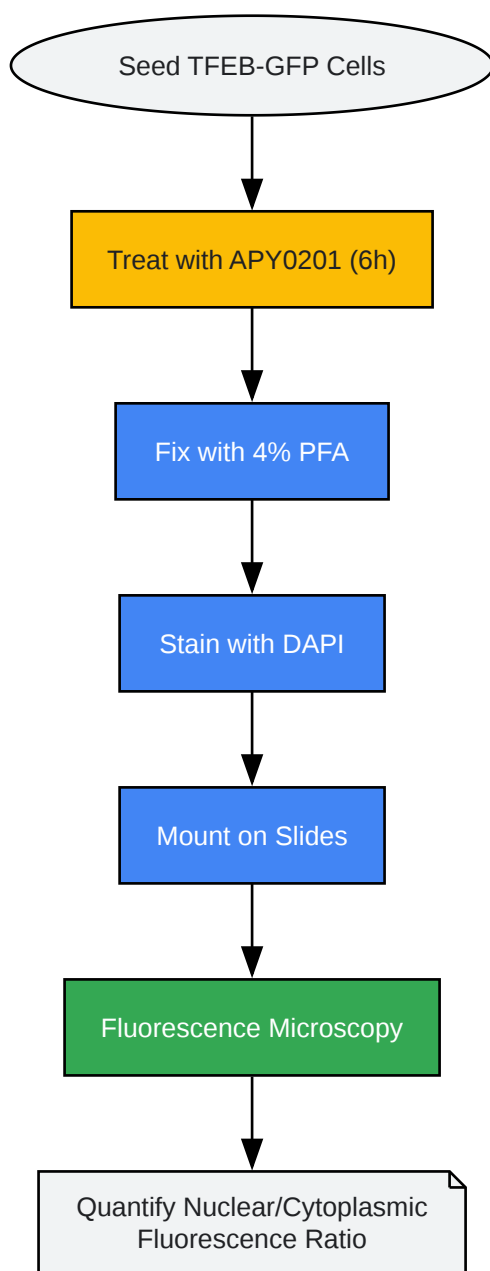 Seed TFEB-GFP Cells
Treat with APY0201 (6h)
Fix with 4% PFA
Stain with DAPI
Mount on Slides
Fluorescence Microscopy
Quantify Nuclear/Cytoplasmic
Fluorescence Ratio